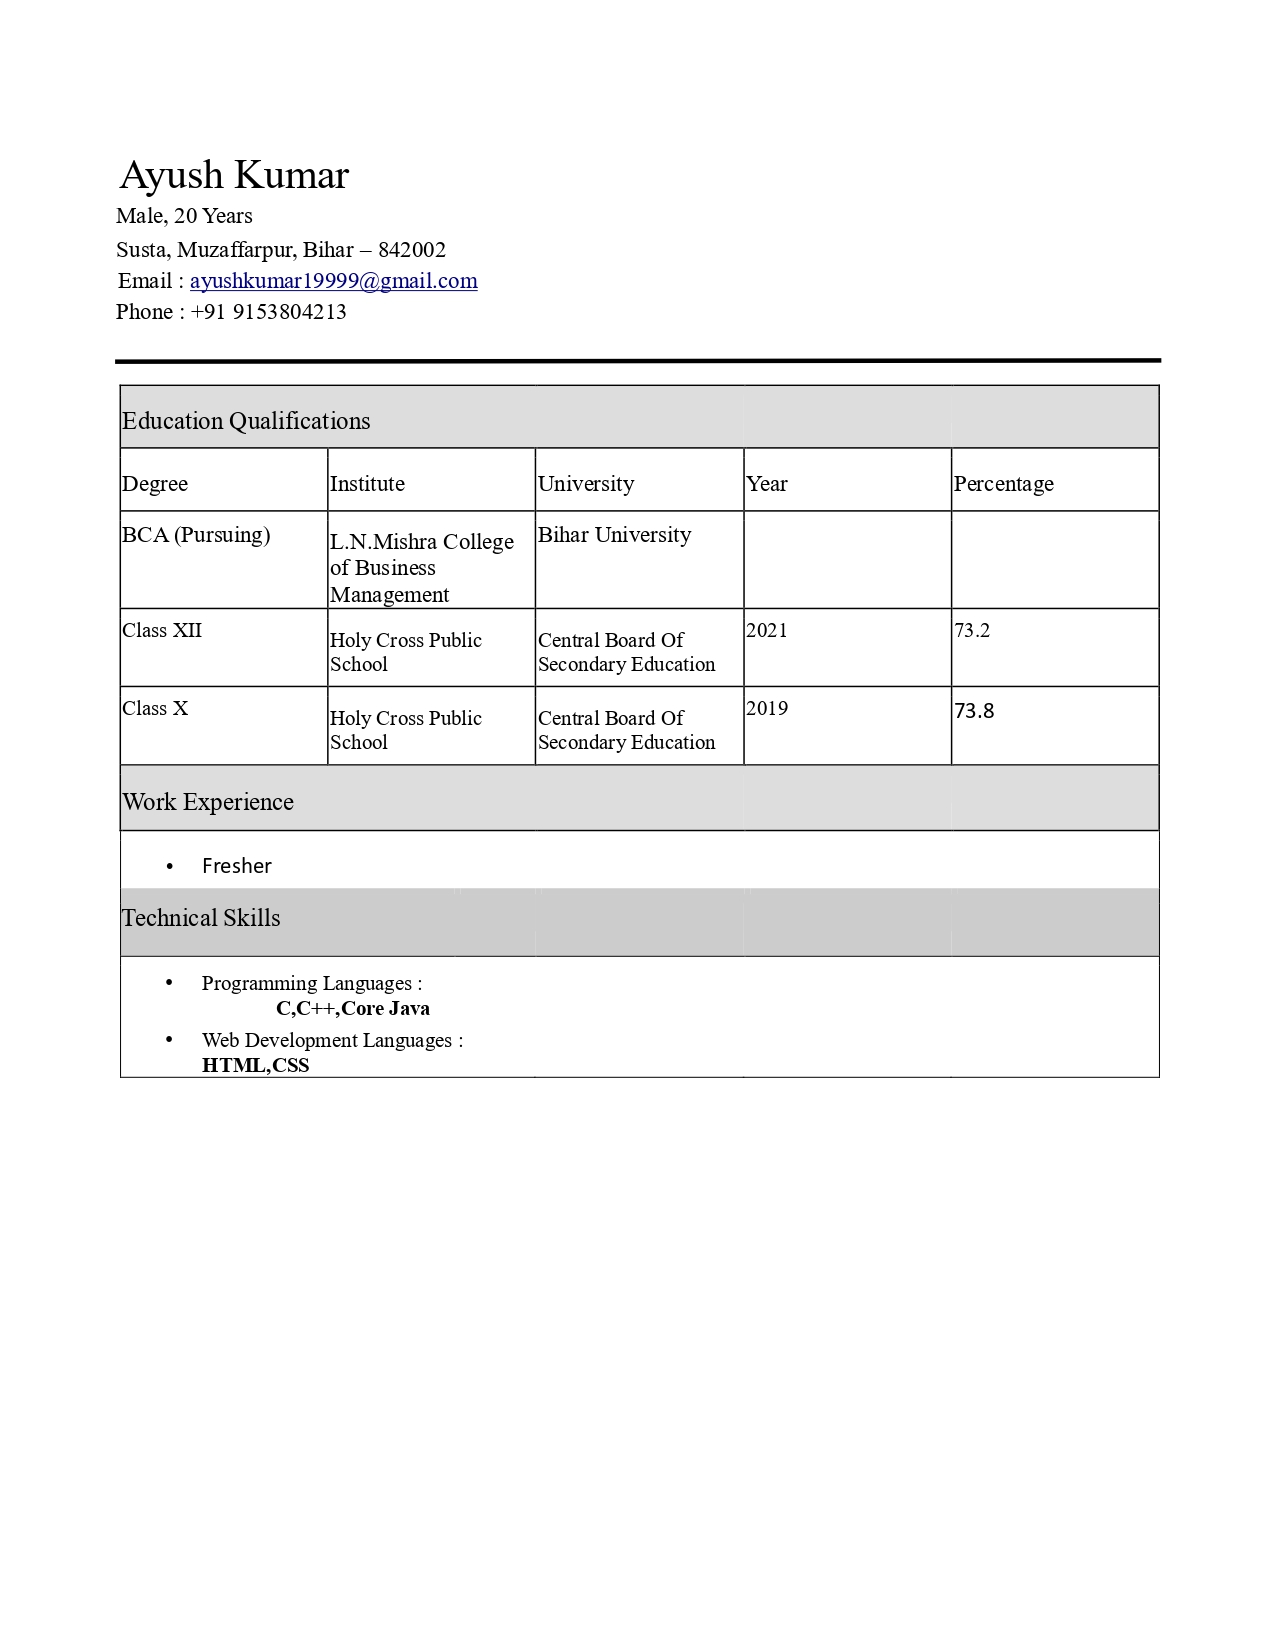 Ayush Kumar
Male, 20 Years
Susta, Muzaffarpur, Bihar – 842002
Email : ayushkumar19999@gmail.com
Phone : +91 9153804213
Education Qualifications
Degree Institute University Year Percentage
BCA (Pursuing) L.N.Mishra College of Business Management Bihar University
Class XII Holy Cross Public School Central Board Of Secondary Education 2021 73.2
Class X Holy Cross Public School Central Board Of Secondary Education 2019 73.8
Work Experience
• Fresher
Technical Skills
• Programming Languages :
C,C++,Core Java
• Web Development Languages :
HTML,CSS